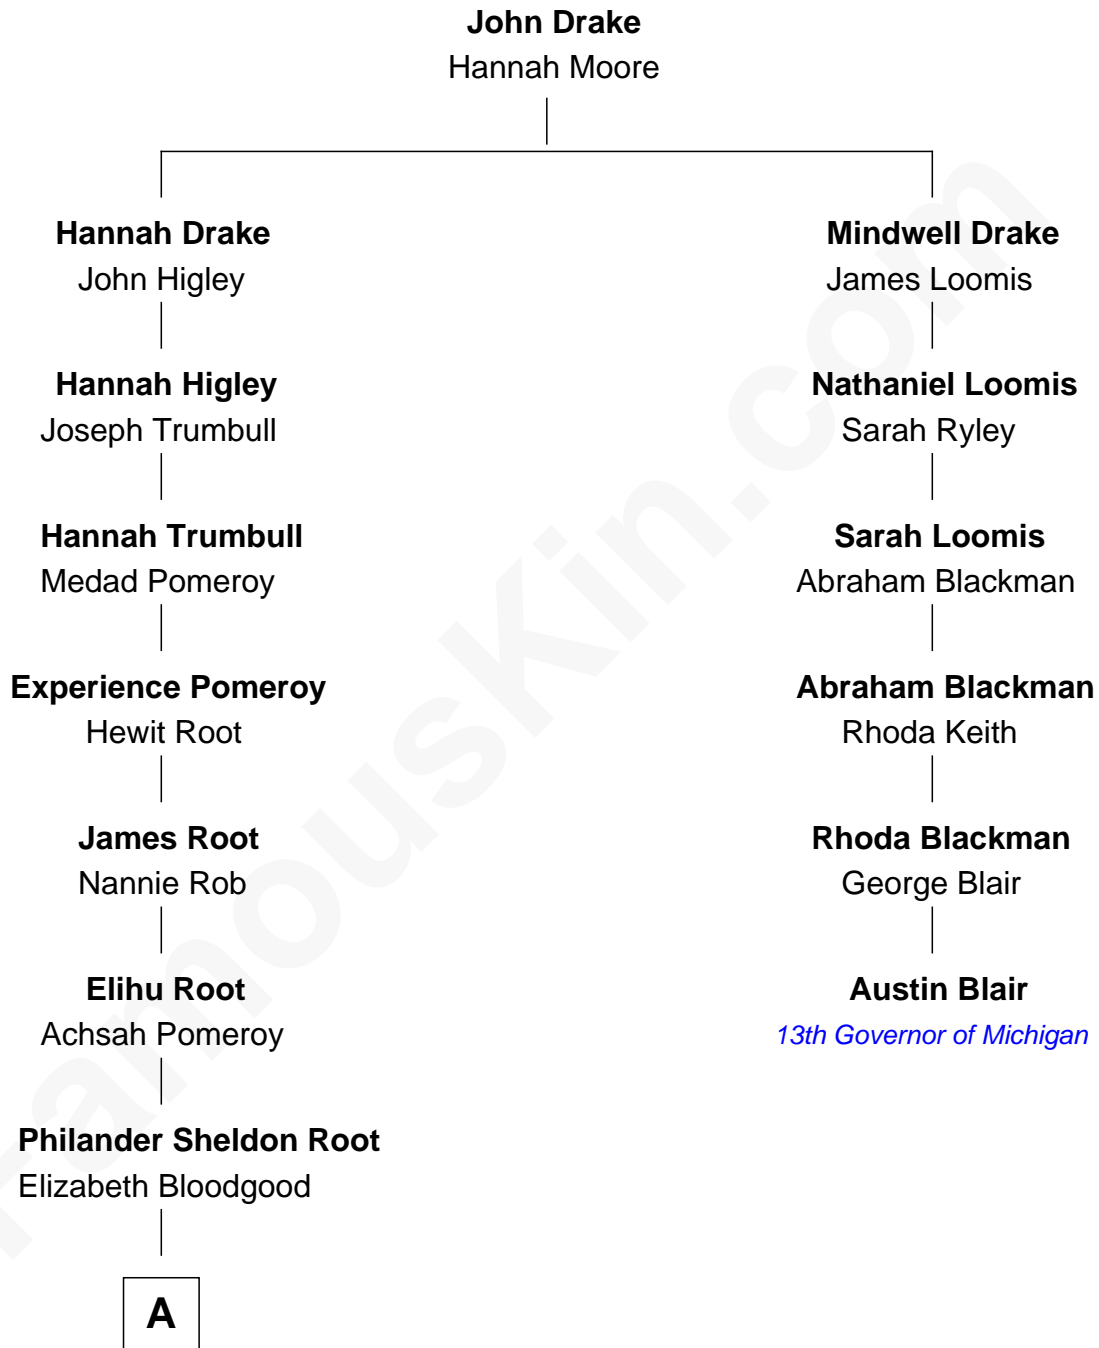 John Drake
Hannah Moore
Hannah Drake
John Higley
Mindwell Drake
James Loomis
Hannah Higley
Joseph Trumbull
Nathaniel Loomis
Sarah Ryley
Hannah Trumbull
Medad Pomeroy
Sarah Loomis
Abraham Blackman
Experience Pomeroy
Hewit Root
Abraham Blackman
Rhoda Keith
James Root
Nannie Rob
Rhoda Blackman
George Blair
Elihu Root
Achsah Pomeroy
Austin Blair
13th Governor of Michigan
Philander Sheldon Root
Elizabeth Bloodgood
A
FamousKin.com